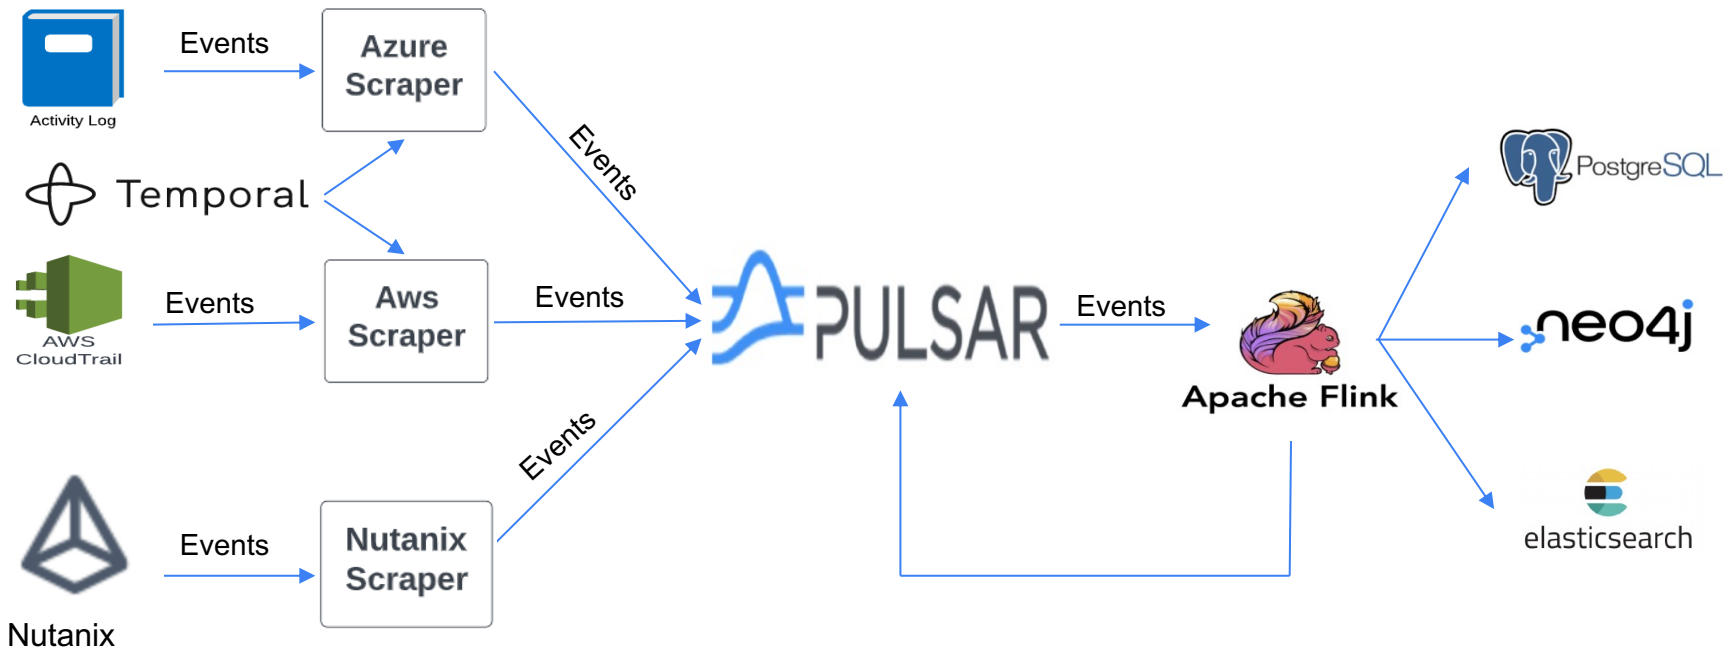 Events
Azure
Scraper
Activity Log
Events
Temporal
PostgreSQL
Events
Aws
Scraper
Events
AWS
CloudTrail
PULSAR
Events
neo4j
Apache Flink
Events
Events
Nutanix
Scraper
elasticsearch
Nutanix